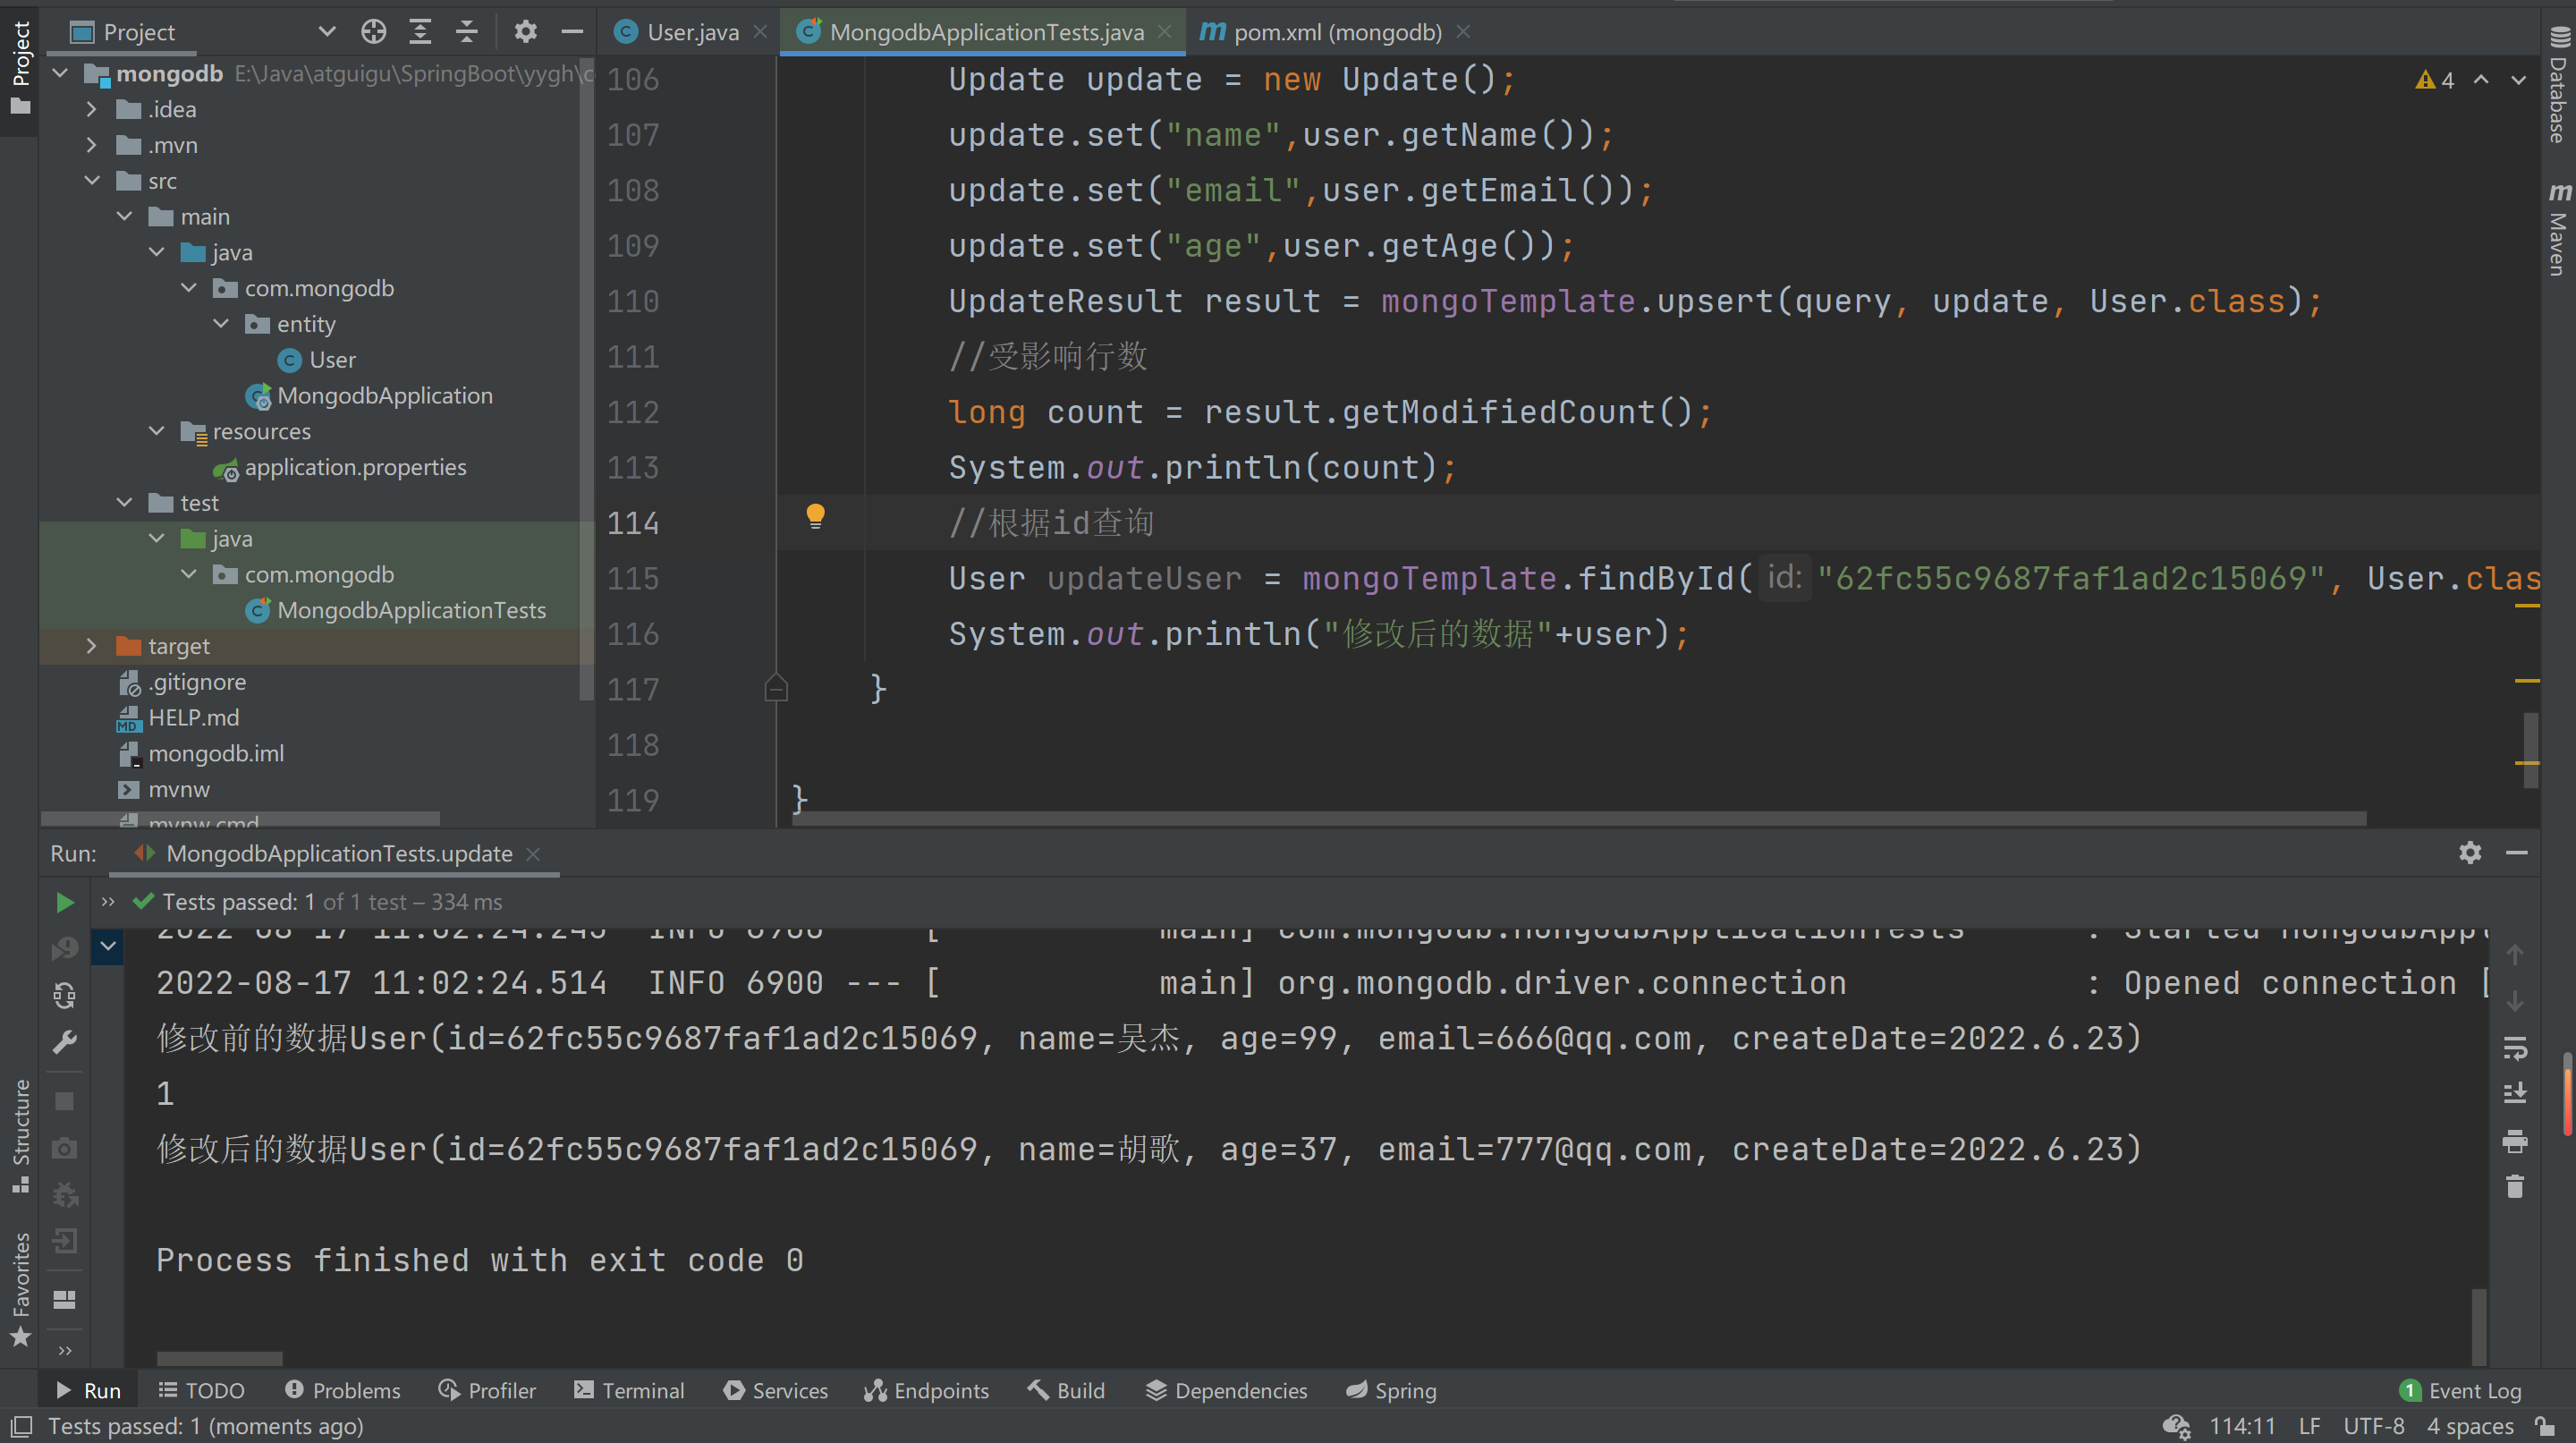 Project
User.java
MongodbApplicationTests.java
pom.xml (mongodb)
Project
mongodb E:\Java\atguigu\SpringBoot\yygh\c
.idea
.mvn
src
main
java
com.mongodb
entity
User
MongodbApplication
resources
application.properties
test
java
com.mongodb
MongodbApplicationTests
target
.gitignore
HELP.md
mongodb.iml
mvnw
mvnw.cmd
4
106 Update update = new Update();
107 update.set("name",user.getName());
108 update.set("email",user.getEmail());
109 update.set("age",user.getAge());
110 UpdateResult result = mongoTemplate.upsert(query, update, User.class);
111 //受影响行数
112 long count = result.getModifiedCount();
113 System.out.println(count);
114 //根据id查询
115 User updateUser = mongoTemplate.findById( id: "62fc55c9687faf1ad2c15069", User.clas
116 System.out.println("修改后的数据"+user);
117 }
118
119 }
Database
Maven
Run: MongodbApplicationTests.update
Tests passed: 1 of 1 test – 334 ms
2022-08-17 11:02:24.514 INFO 6900 --- [ main] org.mongodb.driver.connection : Opened connection [
修改前的数据User(id=62fc55c9687faf1ad2c15069, name=吴杰, age=99, email=666@qq.com, createDate=2022.6.23)
1
修改后的数据User(id=62fc55c9687faf1ad2c15069, name=胡歌, age=37, email=777@qq.com, createDate=2022.6.23)
Process finished with exit code 0
Structure
Favorites
Run TODO Problems Profiler Terminal Services Endpoints Build Dependencies Spring 1 Event Log
Tests passed: 1 (moments ago) 114:11 LF UTF-8 4 spaces